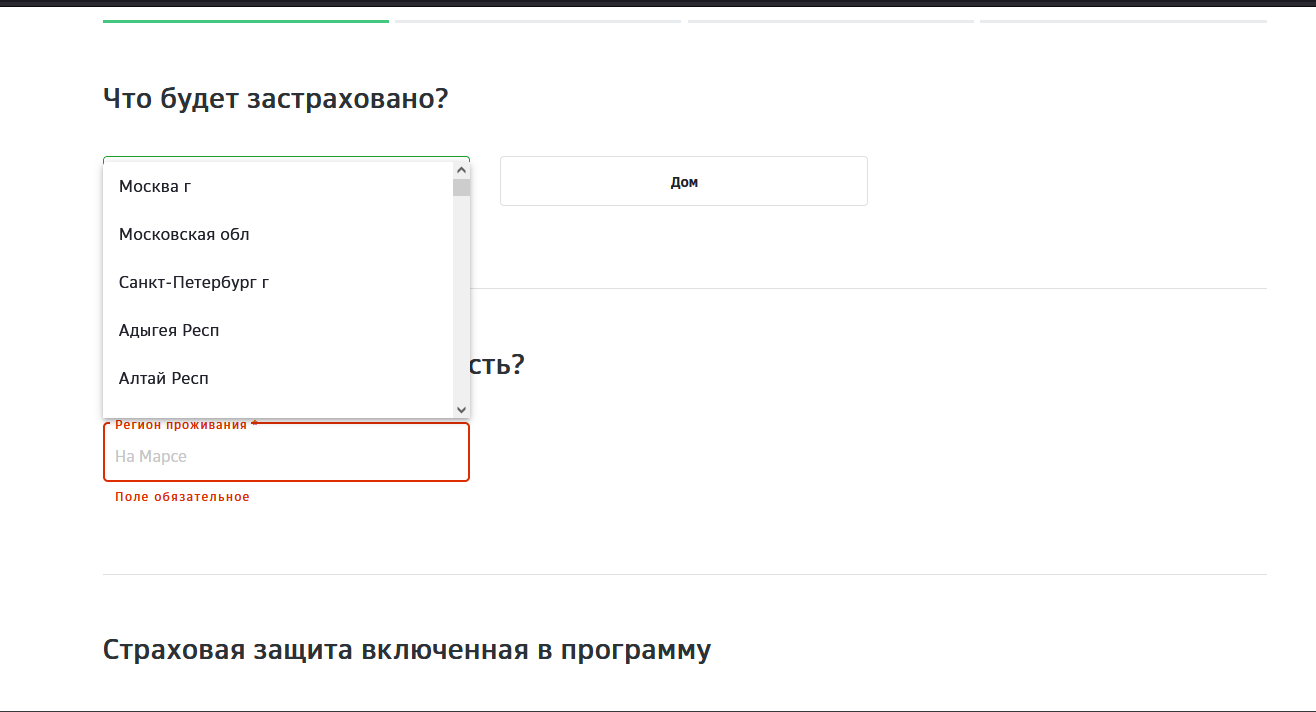 Что будет застраховано?
Дом
Москва г
Московская обл
Санкт-Петербург г
Адыгея Респ
Алтай Респ
сть?
Регион проживания *
На Марсе
Поле обязательное
Страховая защита включенная в программу